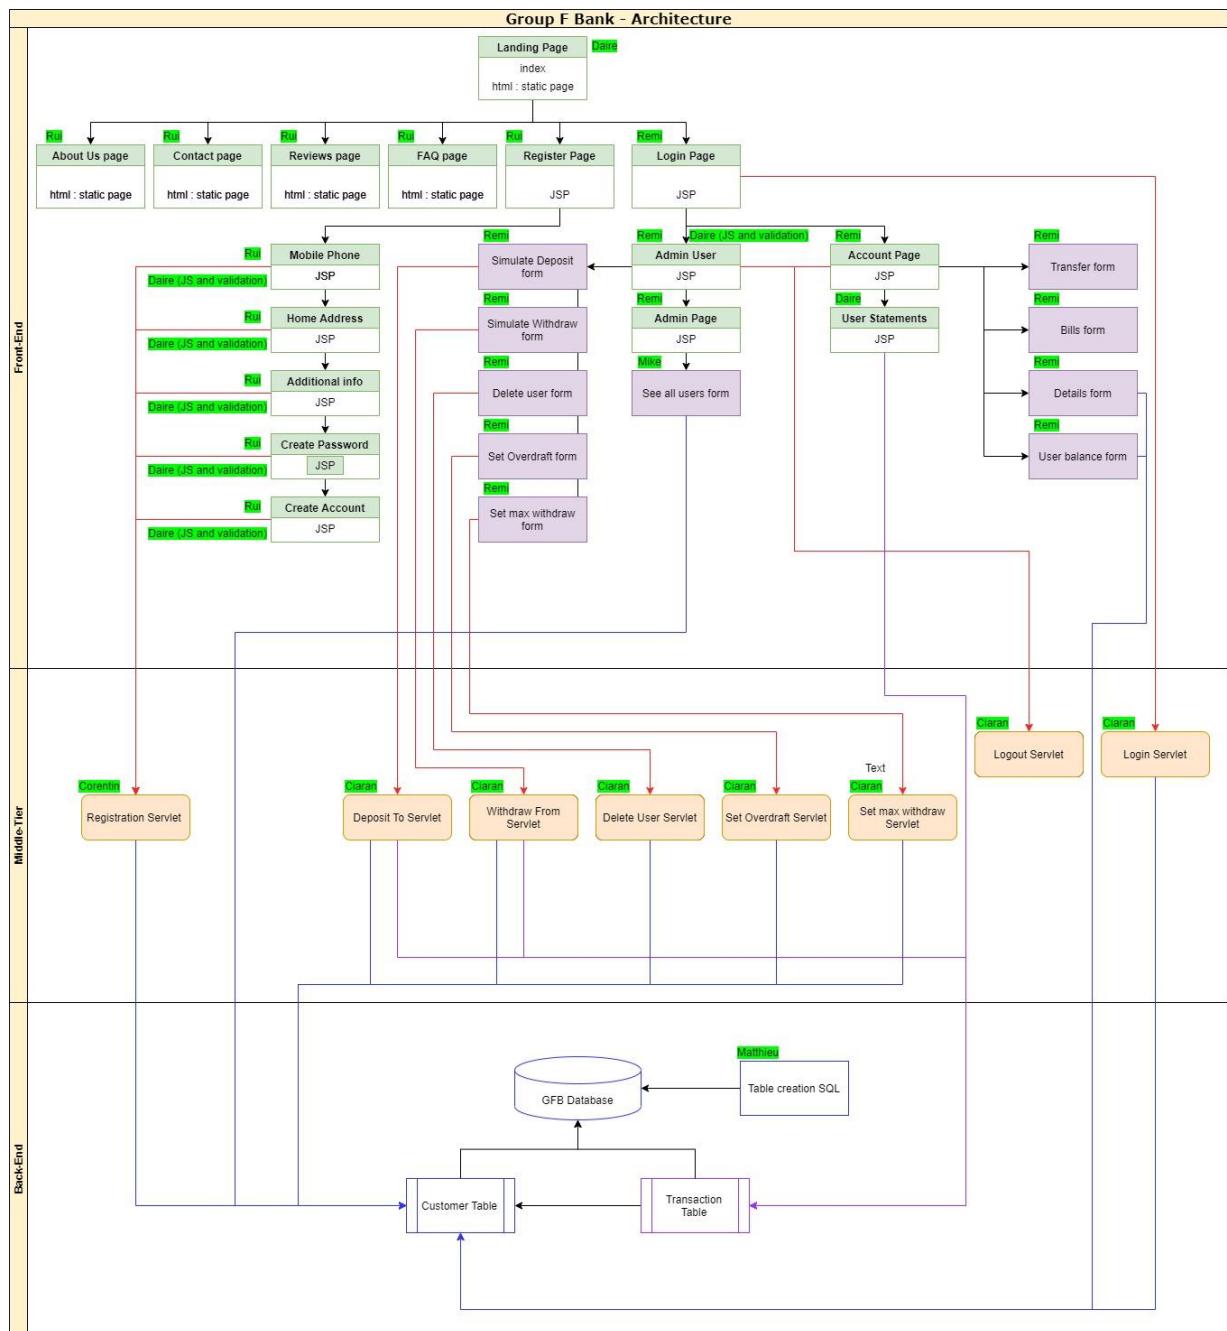 Group F Bank - Architecture
Front-End
Landing Page
Daire
index
html : static page
Rui
Rui
Rui
Rui
Rui
Remi
About Us page
Contact page
Reviews page
FAQ page
Register Page
Login Page
html : static page
html : static page
html : static page
html : static page
JSP
JSP
Rui
Remi
Remi
Daire (JS and validation)
Remi
Remi
Mobile Phone
JSP
Daire (JS and validation)
Simulate Deposit
form
Admin User
JSP
Account Page
JSP
Transfer form
Rui
Remi
Remi
Daire
Remi
Home Address
JSP
Daire (JS and validation)
Simulate Withdraw
form
Admin Page
JSP
User Statements
JSP
Bills form
Rui
Remi
Mike
Remi
Additional info
JSP
Daire (JS and validation)
Delete user form
See all users form
Details form
Rui
Remi
Remi
Create Password
JSP
Daire (JS and validation)
Set Overdraft form
User balance form
Rui
Remi
Create Account
JSP
Daire (JS and validation)
Set max withdraw
form
Middle-Tier
Ciaran
Ciaran
Logout Servlet
Login Servlet
Text
Corentin
Ciaran
Ciaran
Ciaran
Ciaran
Ciaran
Registration Servlet
Deposit To Servlet
Withdraw From
Servlet
Delete User Servlet
Set Overdraft Servlet
Set max withdraw
Servlet
Back-End
Matthieu
GFB Database
Table creation SQL
Customer Table
Transaction
Table